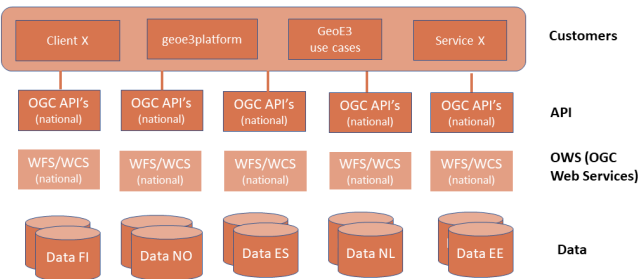 Client X
geoe3platform
GeoE3
use cases
Service X
Customers
OGC API's
(national)
OGC API's
(national)
OGC API's
(national)
OGC API's
(national)
OGC API's
(national)
API
WFS/WCS
(national)
WFS/WCS
(national)
WFS/WCS
(national)
WFS/WCS
(national)
WFS/WCS
(national)
OWS (OGC
Web Services)
Data FI
Data NO
Data ES
Data NL
Data EE
Data